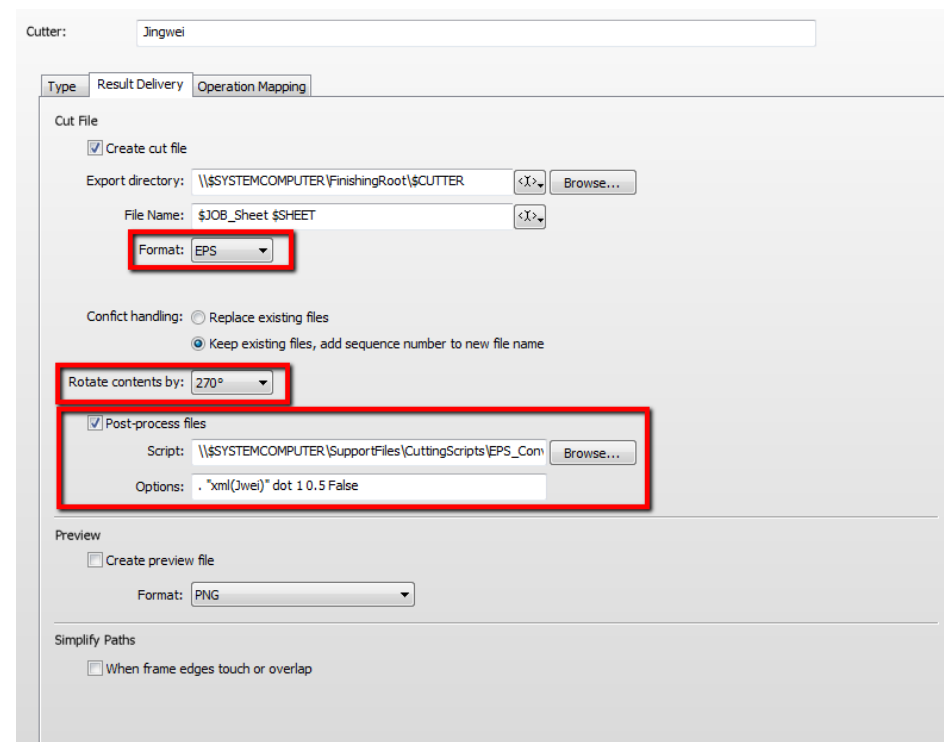 Cutter: Jingwei
Type Result Delivery Operation Mapping
Cut File
Create cut file
Export directory: \\$SYSTEMCOMPUTER\FinishingRoot\$CUTTER <I> Browse...
File Name: $JOB_Sheet $SHEET <I>
Format: EPS
Confict handling: Replace existing files
Keep existing files, add sequence number to new file name
Rotate contents by: 270°
Post-process files
Script: \\$SYSTEMCOMPUTER\SupportFiles\CuttingScripts\EPS_Con Browse...
Options: . "xml(Jwei)" dot 1 0.5 False
Preview
Create preview file
Format: PNG
Simplify Paths
When frame edges touch or overlap